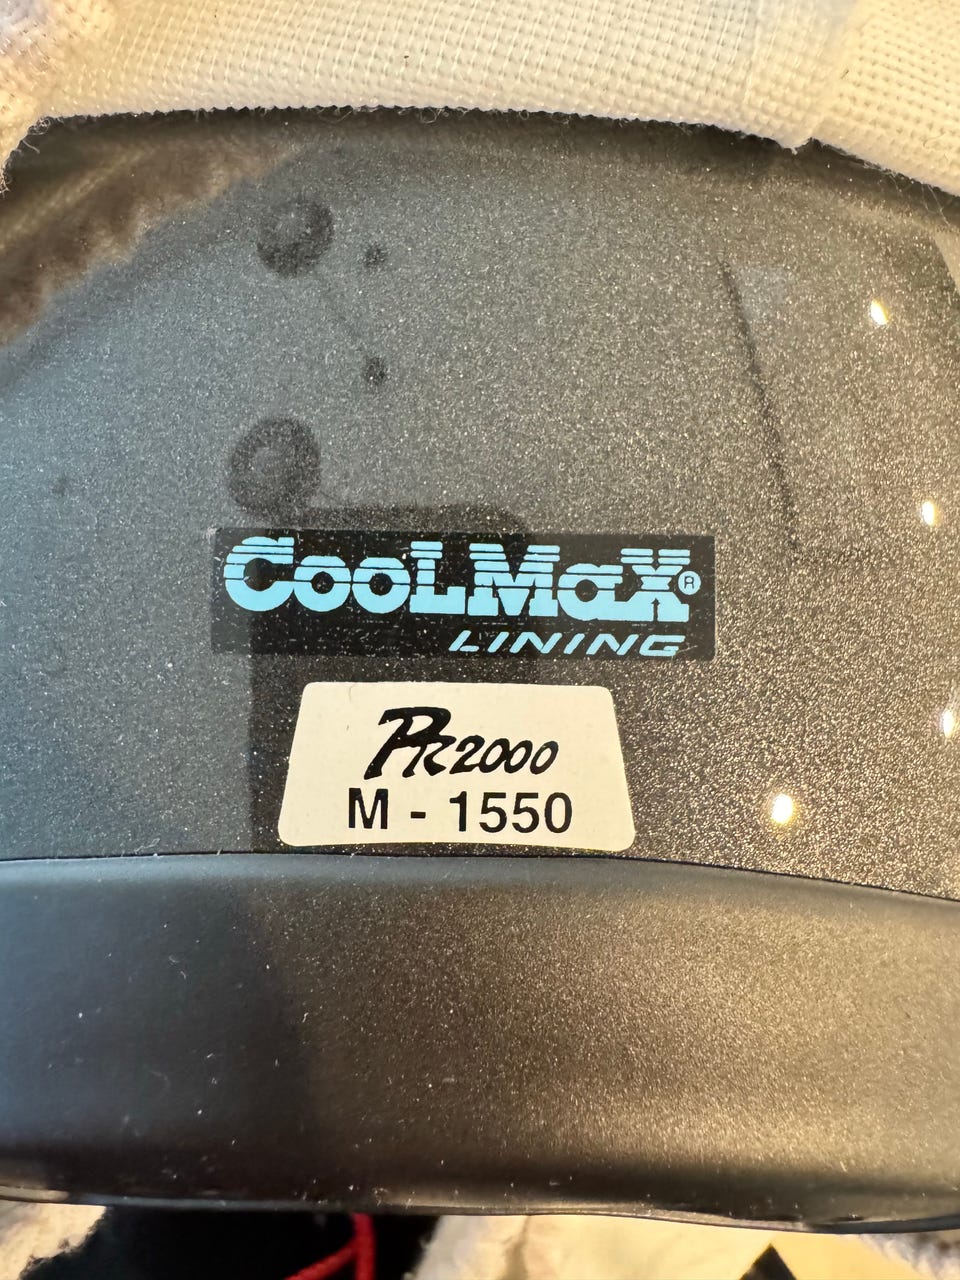 CoolMax®
LINING
PR2000
M - 1550